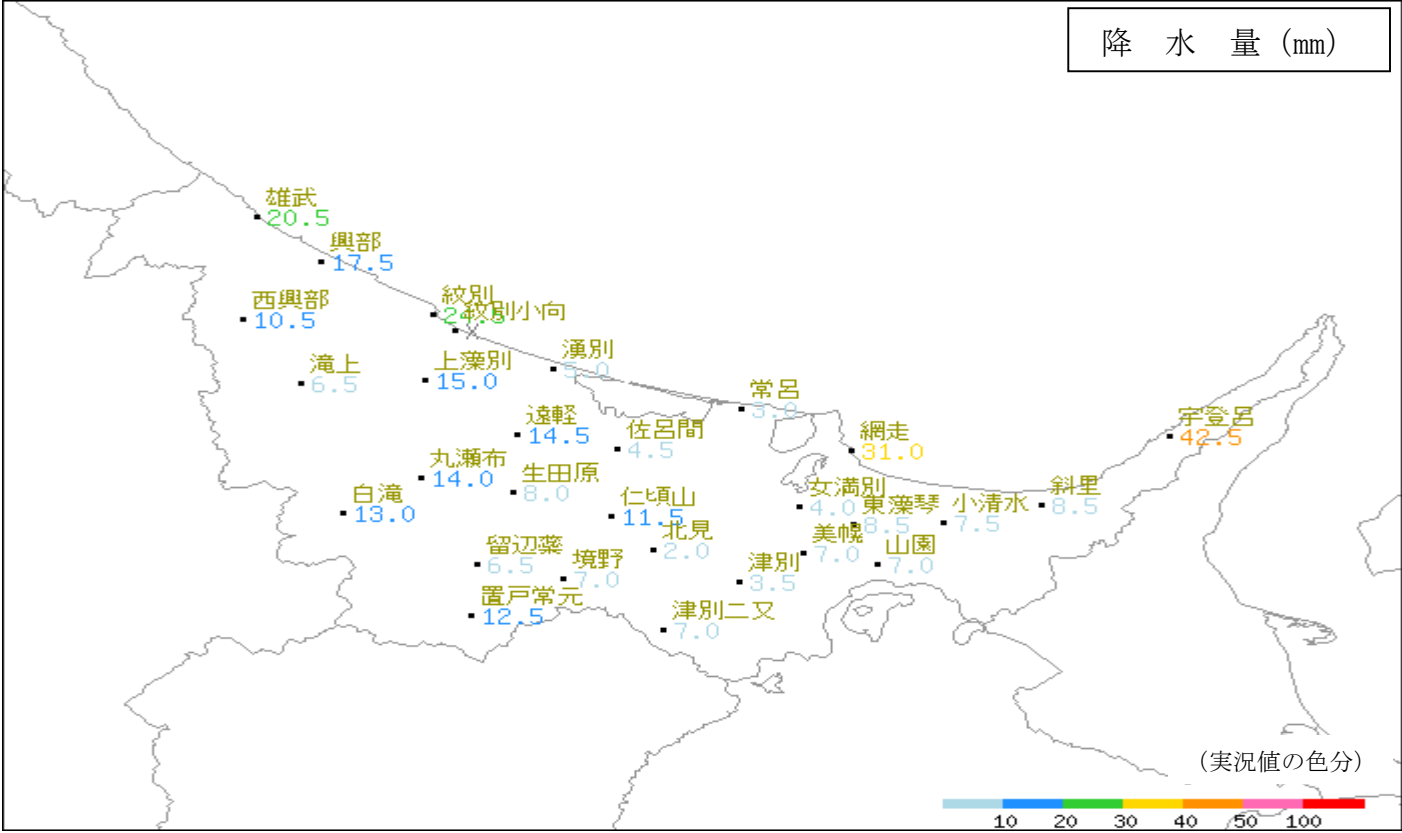 降 水 量 (mm)
雄武
20.5
興部
17.5
西興部
10.5
紋別
24.5
紋別小向
滝上
6.5
上藻別
15.0
湧別
5.0
常呂
3.0
遠軽
14.5
佐呂間
4.5
網走
31.0
宇登呂
42.5
丸瀬布
14.0
生田原
8.0
白滝
13.0
仁頃山
11.5
女満別
4.0
東藻琴
8.5
小清水
7.5
斜里
8.5
北見
2.0
美幌
7.0
山園
7.0
留辺蘂
6.5
境野
7.0
津別
3.5
置戸常元
12.5
津別二又
7.0
(実況値の色分)
10 20 30 40 50 100